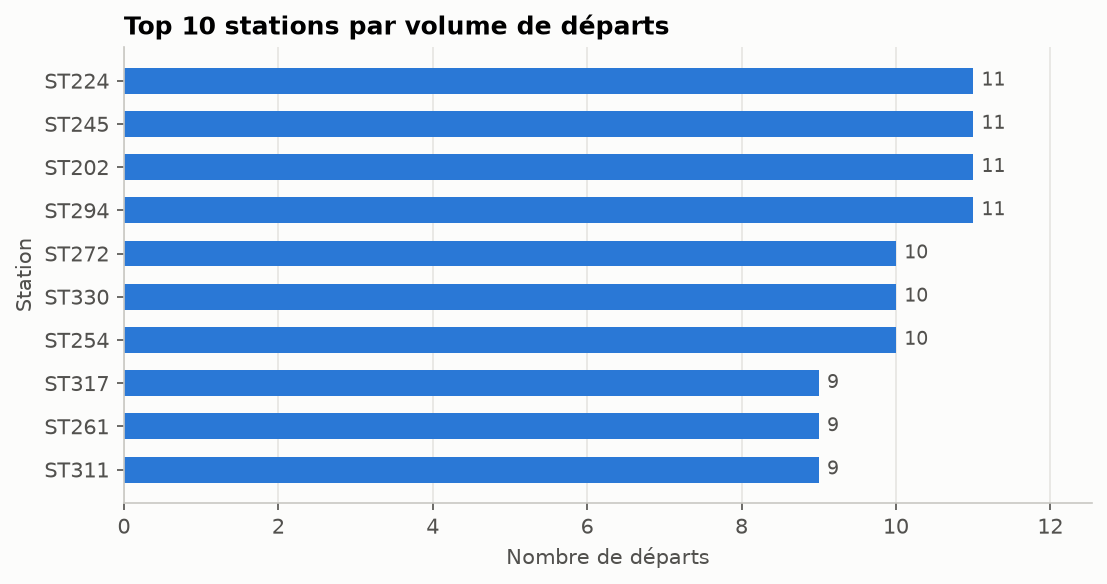 Top 10 stations par volume de départs
Station
ST224 11
ST245 11
ST202 11
ST294 11
ST272 10
ST330 10
ST254 10
ST317 9
ST261 9
ST311 9
0 2 4 6 8 10 12
Nombre de départs